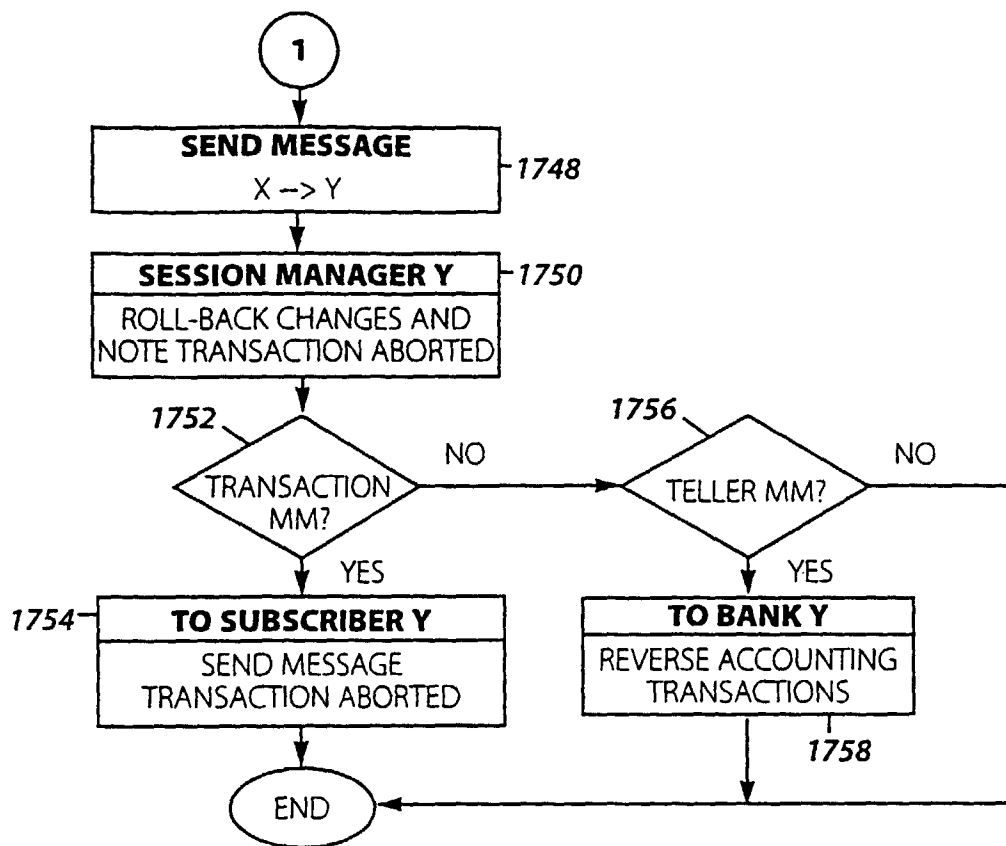 1
SEND MESSAGE
X --> Y
1748
SESSION MANAGER Y
1750
ROLL-BACK CHANGES AND
NOTE TRANSACTION ABORTED
1752
TRANSACTION
MM?
NO
YES
1756
TELLER MM?
NO
YES
1754
TO SUBSCRIBER Y
SEND MESSAGE
TRANSACTION ABORTED
TO BANK Y
REVERSE ACCOUNTING
TRANSACTIONS
1758
END